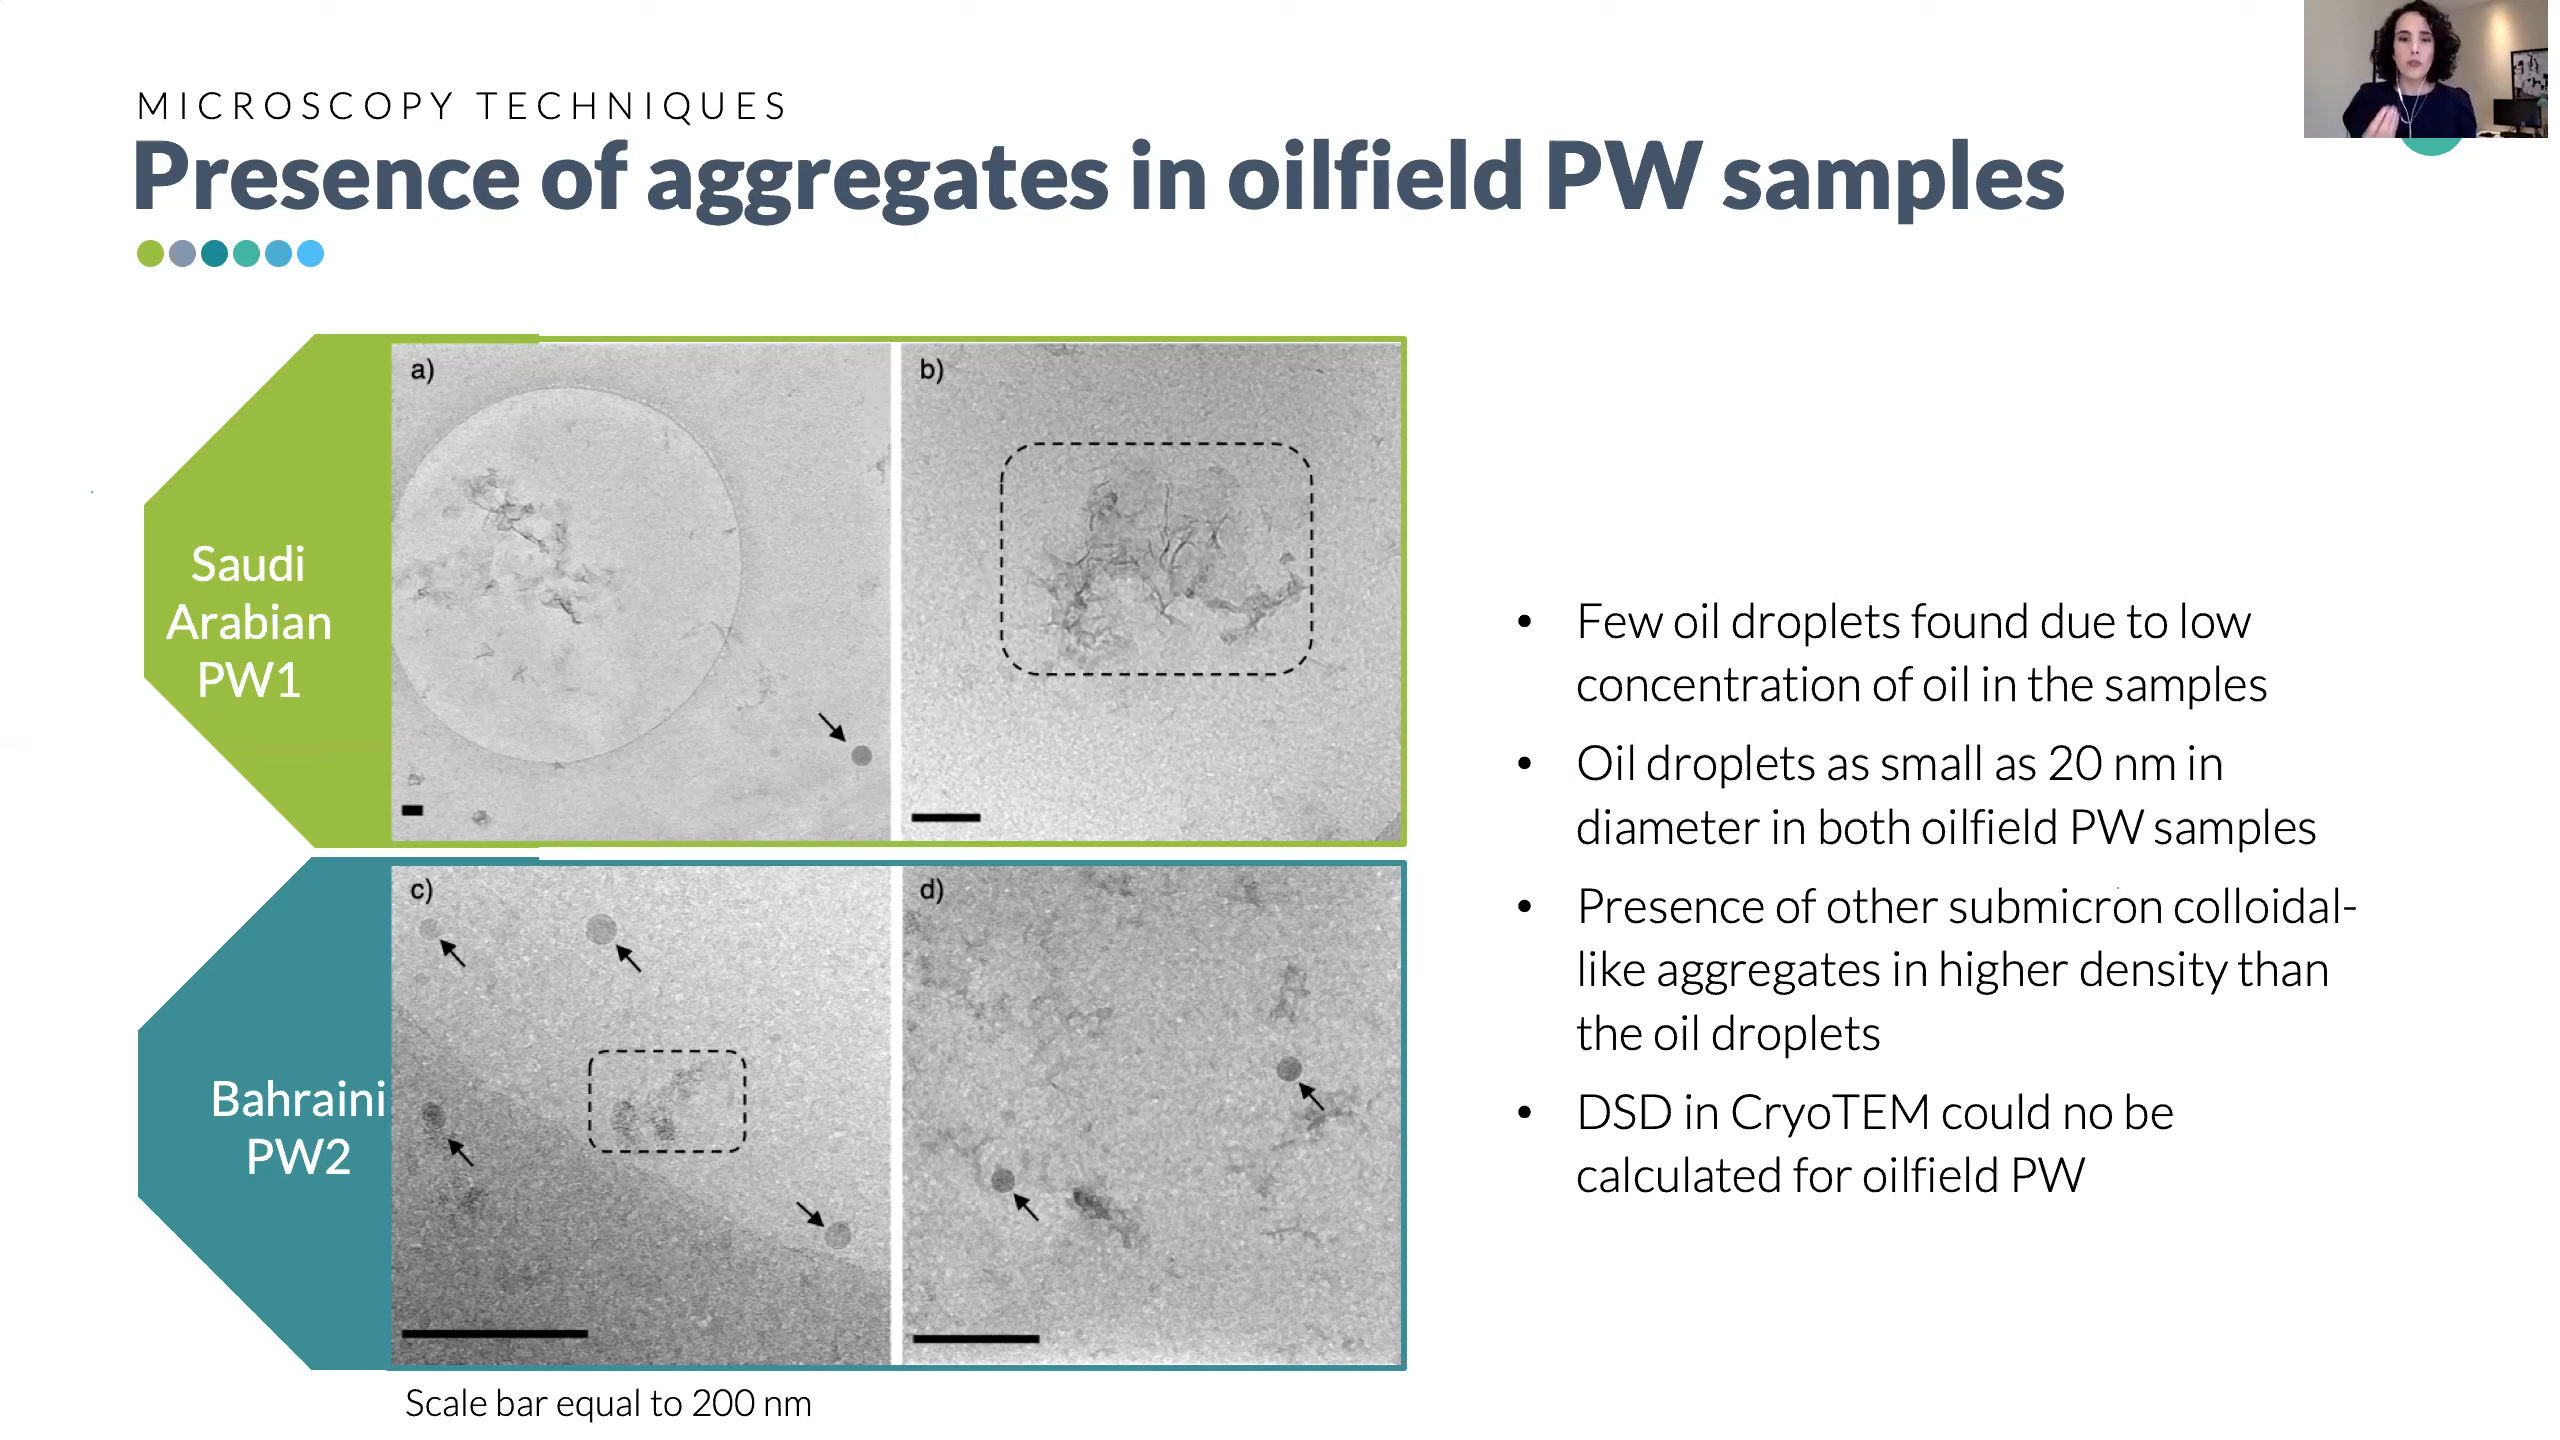 MICROSCOPY TECHNIQUES
Presence of aggregates in oilfield PW samples
Saudi
Arabian
PW1
a)
b)
Bahraini
PW2
c)
d)
Scale bar equal to 200 nm
• Few oil droplets found due to low
concentration of oil in the samples
• Oil droplets as small as 20 nm in
diameter in both oilfield PW samples
• Presence of other submicron colloidal-
like aggregates in higher density than
the oil droplets
• DSD in CryoTEM could no be
calculated for oilfield PW